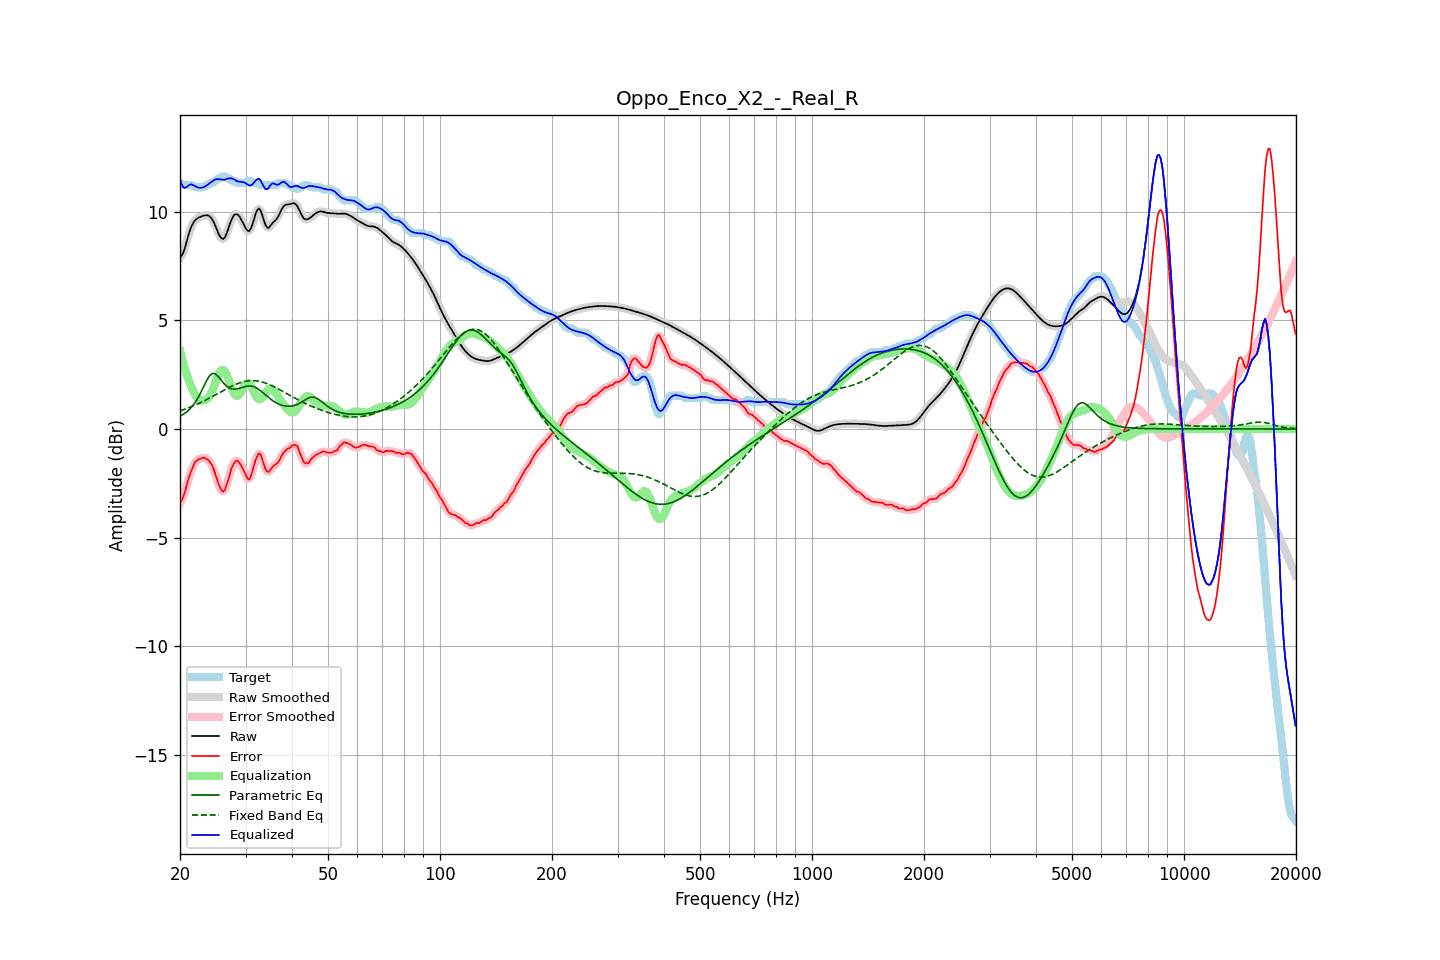 Oppo_Enco_X2_-_Real_R
Amplitude (dBr)
10
5
0
−5
−10
−15
Target
Raw Smoothed
Error Smoothed
Raw
Error
Equalization
Parametric Eq
Fixed Band Eq
Equalized
20 50 100 200 500 1000 2000 5000 10000 20000
Frequency (Hz)